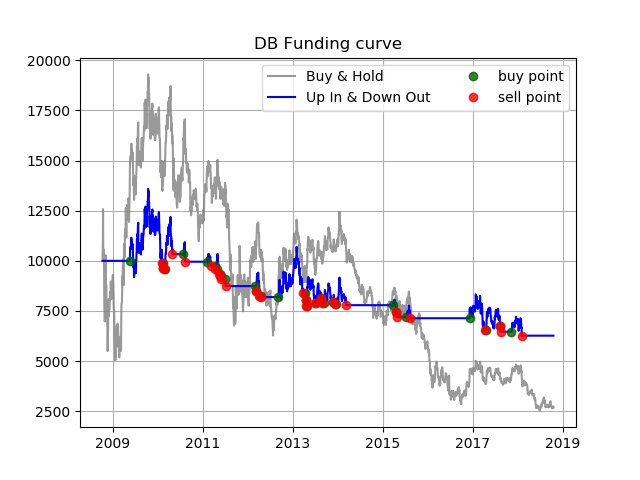 DB Funding curve
Buy & Hold
Up In & Down Out
buy point
sell point
20000
17500
15000
12500
10000
7500
5000
2500
2009 2011 2013 2015 2017 2019